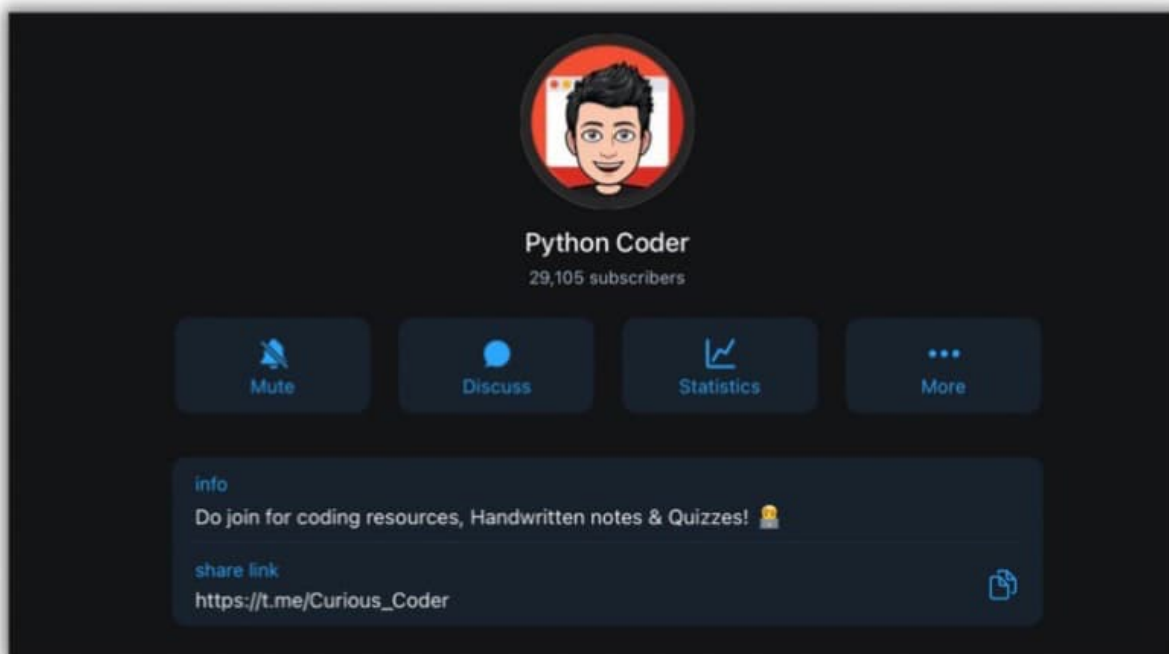 Python Coder
29,105 subscribers
Mute Discuss Statistics More
info
Do join for coding resources, Handwritten notes & Quizzes! 👨‍💻
share link
https://t.me/Curious_Coder